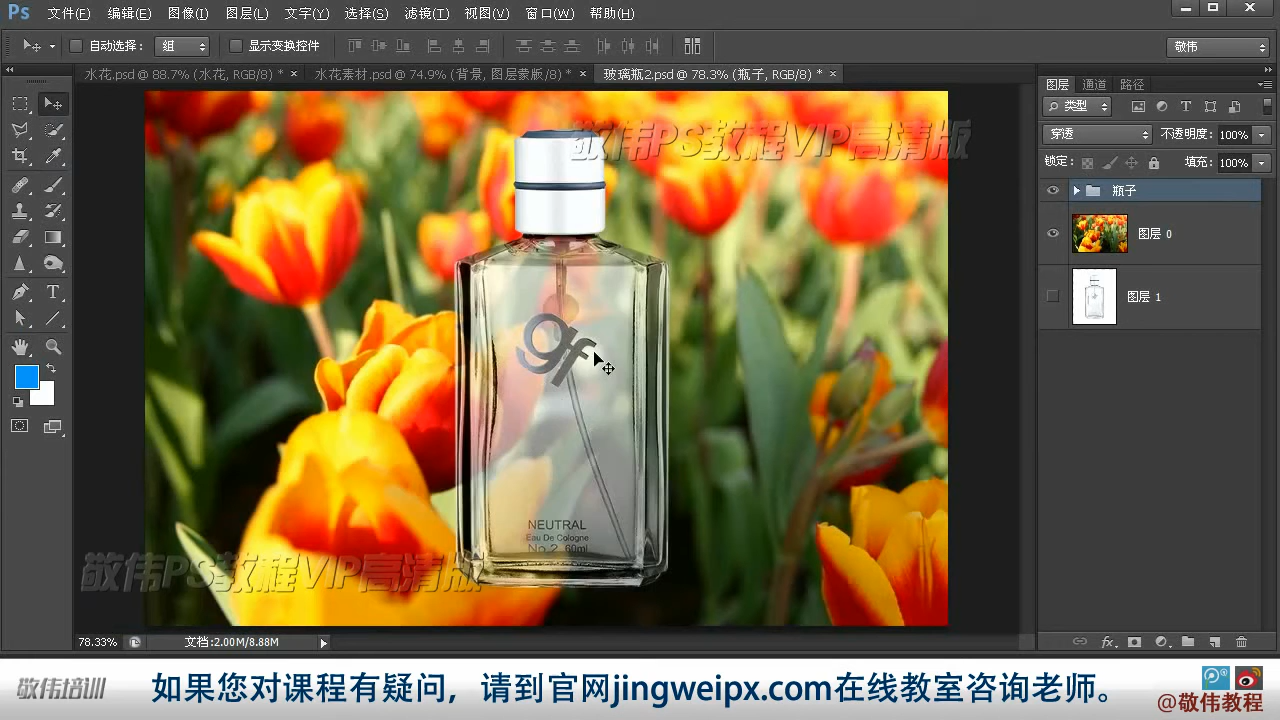 Ps 文件(F) 编辑(E) 图像(I) 图层(L) 文字(Y) 选择(S) 滤镜(T) 视图(V) 窗口(W) 帮助(H)
自动选择: 组 显示变换控件 敬伟
水花.psd @ 88.7% (水花, RGB/8) * × 水花素材.psd @ 74.9% (背景, 图层蒙版/8) * × 玻璃瓶2.psd @ 78.3% (瓶子, RGB/8) * ×
图层 通道 路径
类型
穿透 不透明度: 100%
锁定: 填充: 100%
瓶子
图层 0
图层 1
敬伟PS教程VIP高清版
gf
NEUTRAL
Eau De Cologne
No.2 60ml
敬伟PS教程VIP高清版
78.33% 文档:2.00M/8.88M
敬伟培训
如果您对课程有疑问，请到官网jingweipx.com在线教室咨询老师。
@敬伟教程